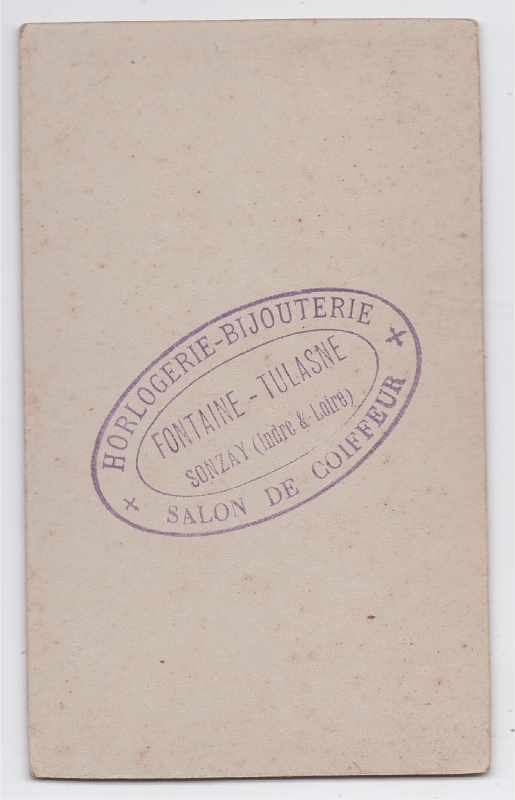 HORLOGERIE-BIJOUTERIE
FONTAINE - TULASNE
SONZAY (Indre & Loire)
SALON DE COIFFEUR